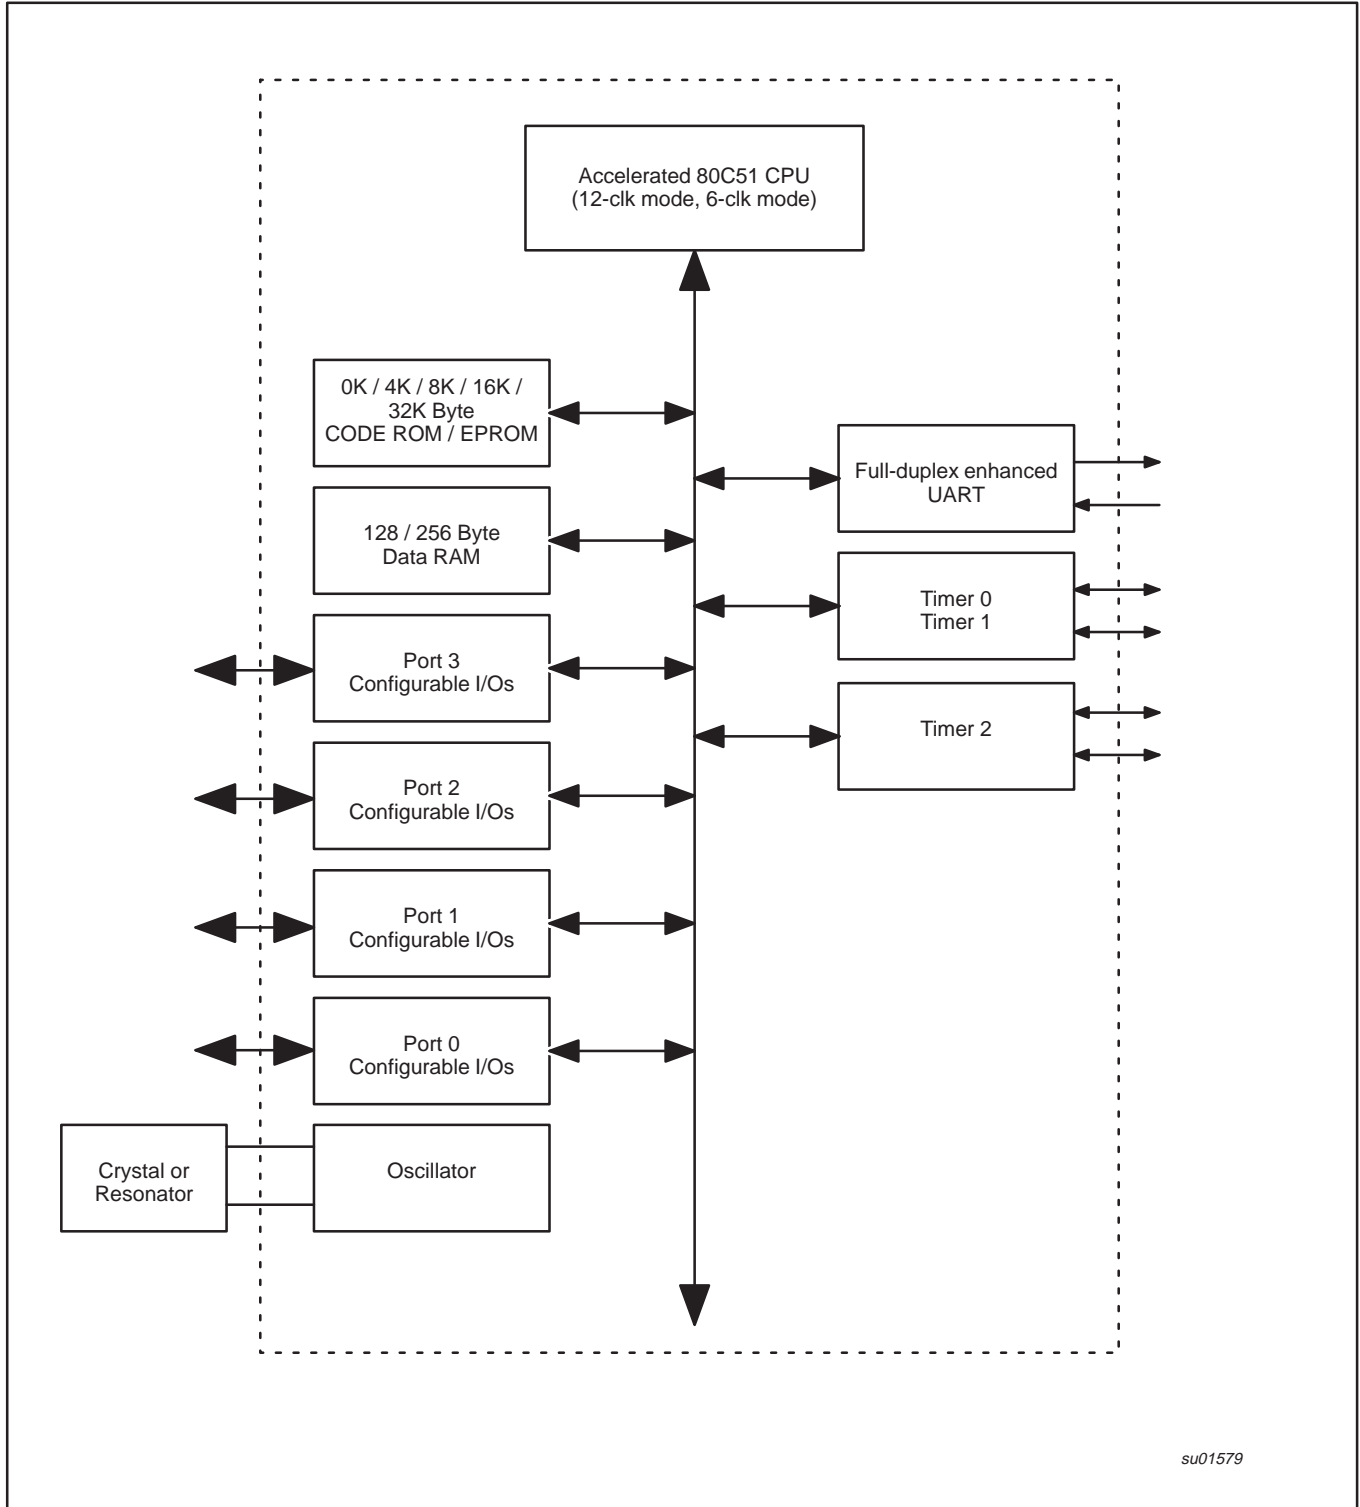 Accelerated 80C51 CPU
(12-clk mode, 6-clk mode)
0K / 4K / 8K / 16K /
32K Byte
CODE ROM / EPROM
128 / 256 Byte
Data RAM
Port 3
Configurable I/Os
Port 2
Configurable I/Os
Port 1
Configurable I/Os
Port 0
Configurable I/Os
Crystal or
Resonator
Oscillator
Full-duplex enhanced
UART
Timer 0
Timer 1
Timer 2
su01579